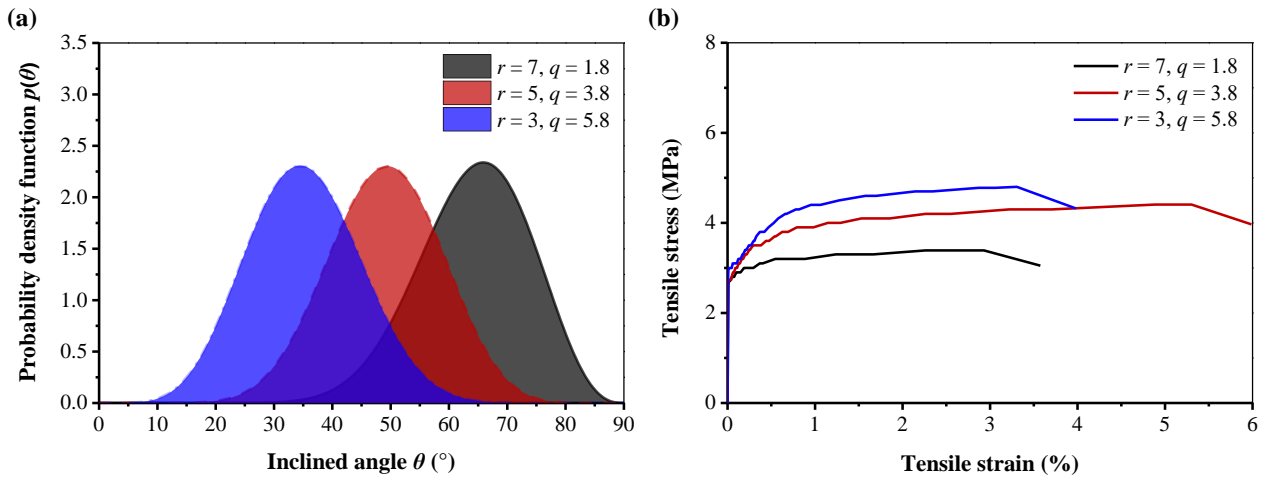 (a)
Probability density function p(θ)
3.5
3.0
2.5
2.0
1.5
1.0
0.5
0.0
r = 7, q = 1.8
r = 5, q = 3.8
r = 3, q = 5.8
0 10 20 30 40 50 60 70 80 90
Inclined angle θ (°)
(b)
Tensile stress (MPa)
8
6
4
2
0
r = 7, q = 1.8
r = 5, q = 3.8
r = 3, q = 5.8
0 1 2 3 4 5 6
Tensile strain (%)